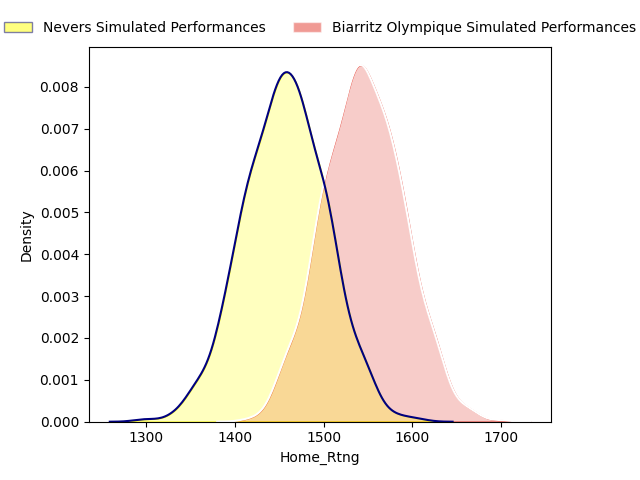 Nevers Simulated Performances Biarritz Olympique Simulated Performances
0.008
0.007
0.006
0.005
0.004
0.003
0.002
0.001
0.000
Density
1300 1400 1500 1600 1700
Home_Rtng